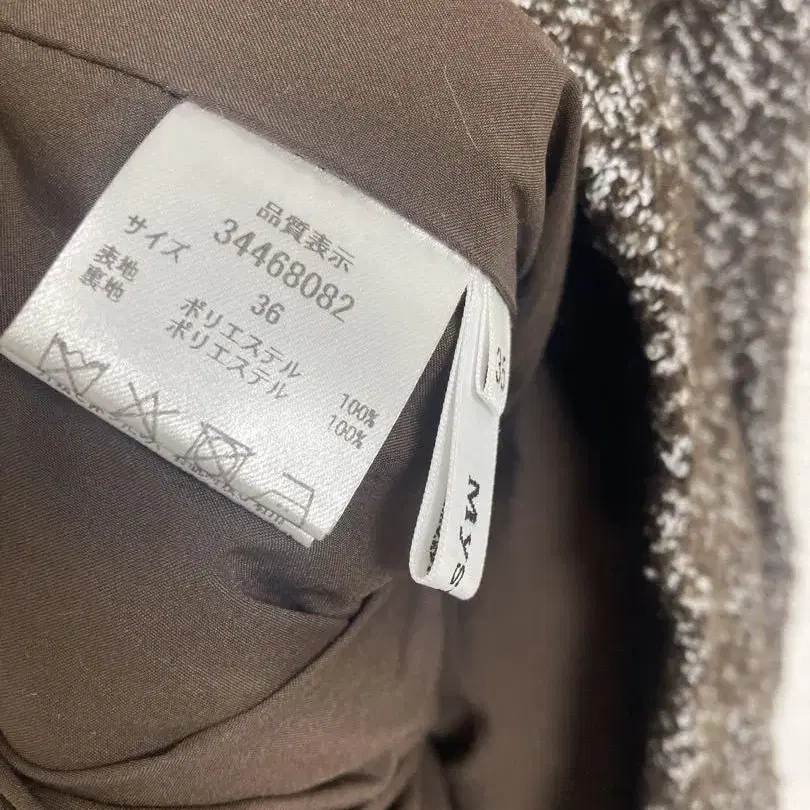 品質表示
34468082
サイズ 36
表地 ポリエステル 100%
裏地 ポリエステル 100%
MYS